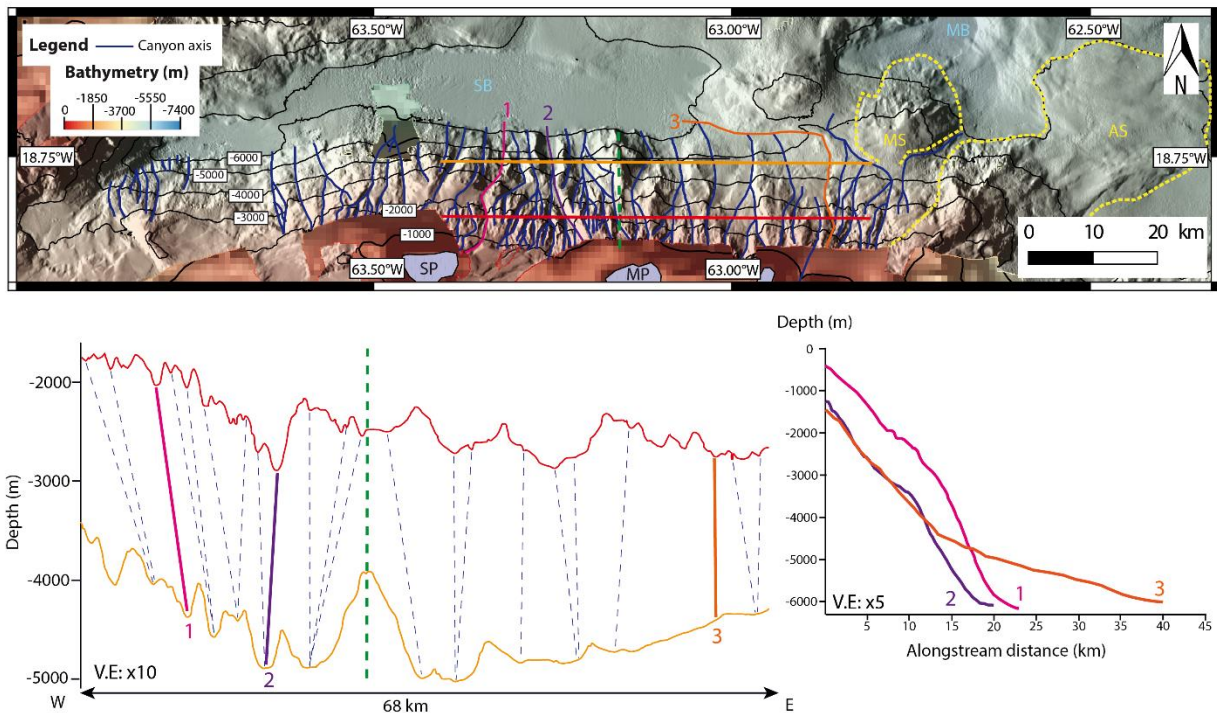 63.50°W
63.00°W
62.50°W
MB
Legend
Canyon axis
Bathymetry (m)
0 -1850 -3700 -5550 -7400
SB
1
2
3
MS
AS
N
18.75°W
18.75°W
-6000
-5000
-4000
-3000
-2000
-1000
SP
MP
63.50°W
63.00°W
0 10 20 km
-2000
-3000
-4000
-5000
Depth (m)
1
2
3
V.E: x10
W
68 km
E
Depth (m)
0
-1000
-2000
-3000
-4000
-5000
-6000
V.E: x5
2
1
3
5 10 15 20 25 30 35 40 45
Alongstream distance (km)